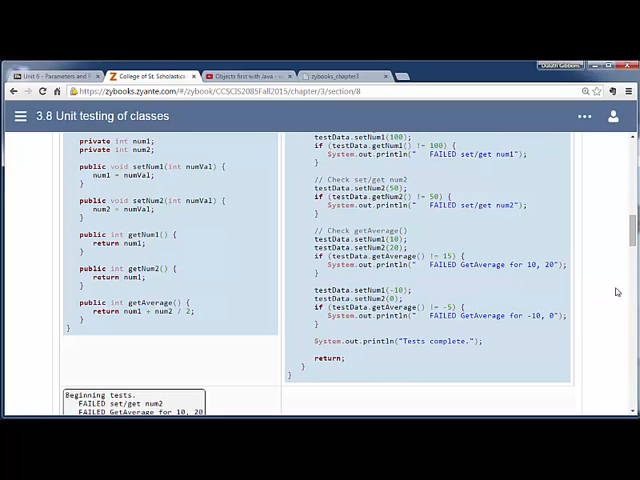 Dalath Gibbons
Unit 6 - Parameters and
College of St. Scholastica
Objects first with Java -
zybooks_chapter3
https://zybooks.zyante.com/#/zybook/CCSCIS2085Fall2015/chapter/3/section/8
3.8 Unit testing of classes
private int num1;
private int num2;
public void setNum1(int numVal) {
num1 = numVal;
}
public void setNum2(int numVal) {
num2 = numVal;
}
public int getNum1() {
return num1;
}
public int getNum2() {
return num1;
}
public int getAverage() {
return num1 + num2 / 2;
}
}
testData.setNum1(100);
if (testData.getNum1() != 100) {
System.out.println("   FAILED set/get num1");
}
// Check set/get num2
testData.setNum2(50);
if (testData.getNum2() != 50) {
System.out.println("   FAILED set/get num2");
}
// Check getAverage()
testData.setNum1(10);
testData.setNum2(20);
if (testData.getAverage() != 15) {
System.out.println("   FAILED GetAverage for 10, 20");
}
testData.setNum1(-10);
testData.setNum2(0);
if (testData.getAverage() != -5) {
System.out.println("   FAILED GetAverage for -10, 0");
}
System.out.println("Tests complete.");
return;
}
}
Beginning tests.
FAILED set/get num2
FAILED GetAverage for 10, 20